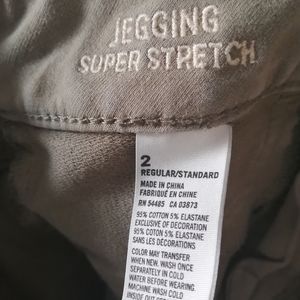 JEGGING
SUPER STRETCH
2
REGULAR/STANDARD
MADE IN CHINA
FABRIQUÉ EN CHINE
RN 54485 CA 03873
95% COTTON 5% ELASTANE
EXCLUSIVE OF DECORATION
95% COTON 5% ÉLASTANE
SANS LES DÉCORATIONS
COLOR MAY TRANSFER
WHEN NEW. WASH ONCE
SEPARATELY IN COLD
WATER BEFORE WEARING
MACHINE WASH COLD
INSIDE OUT